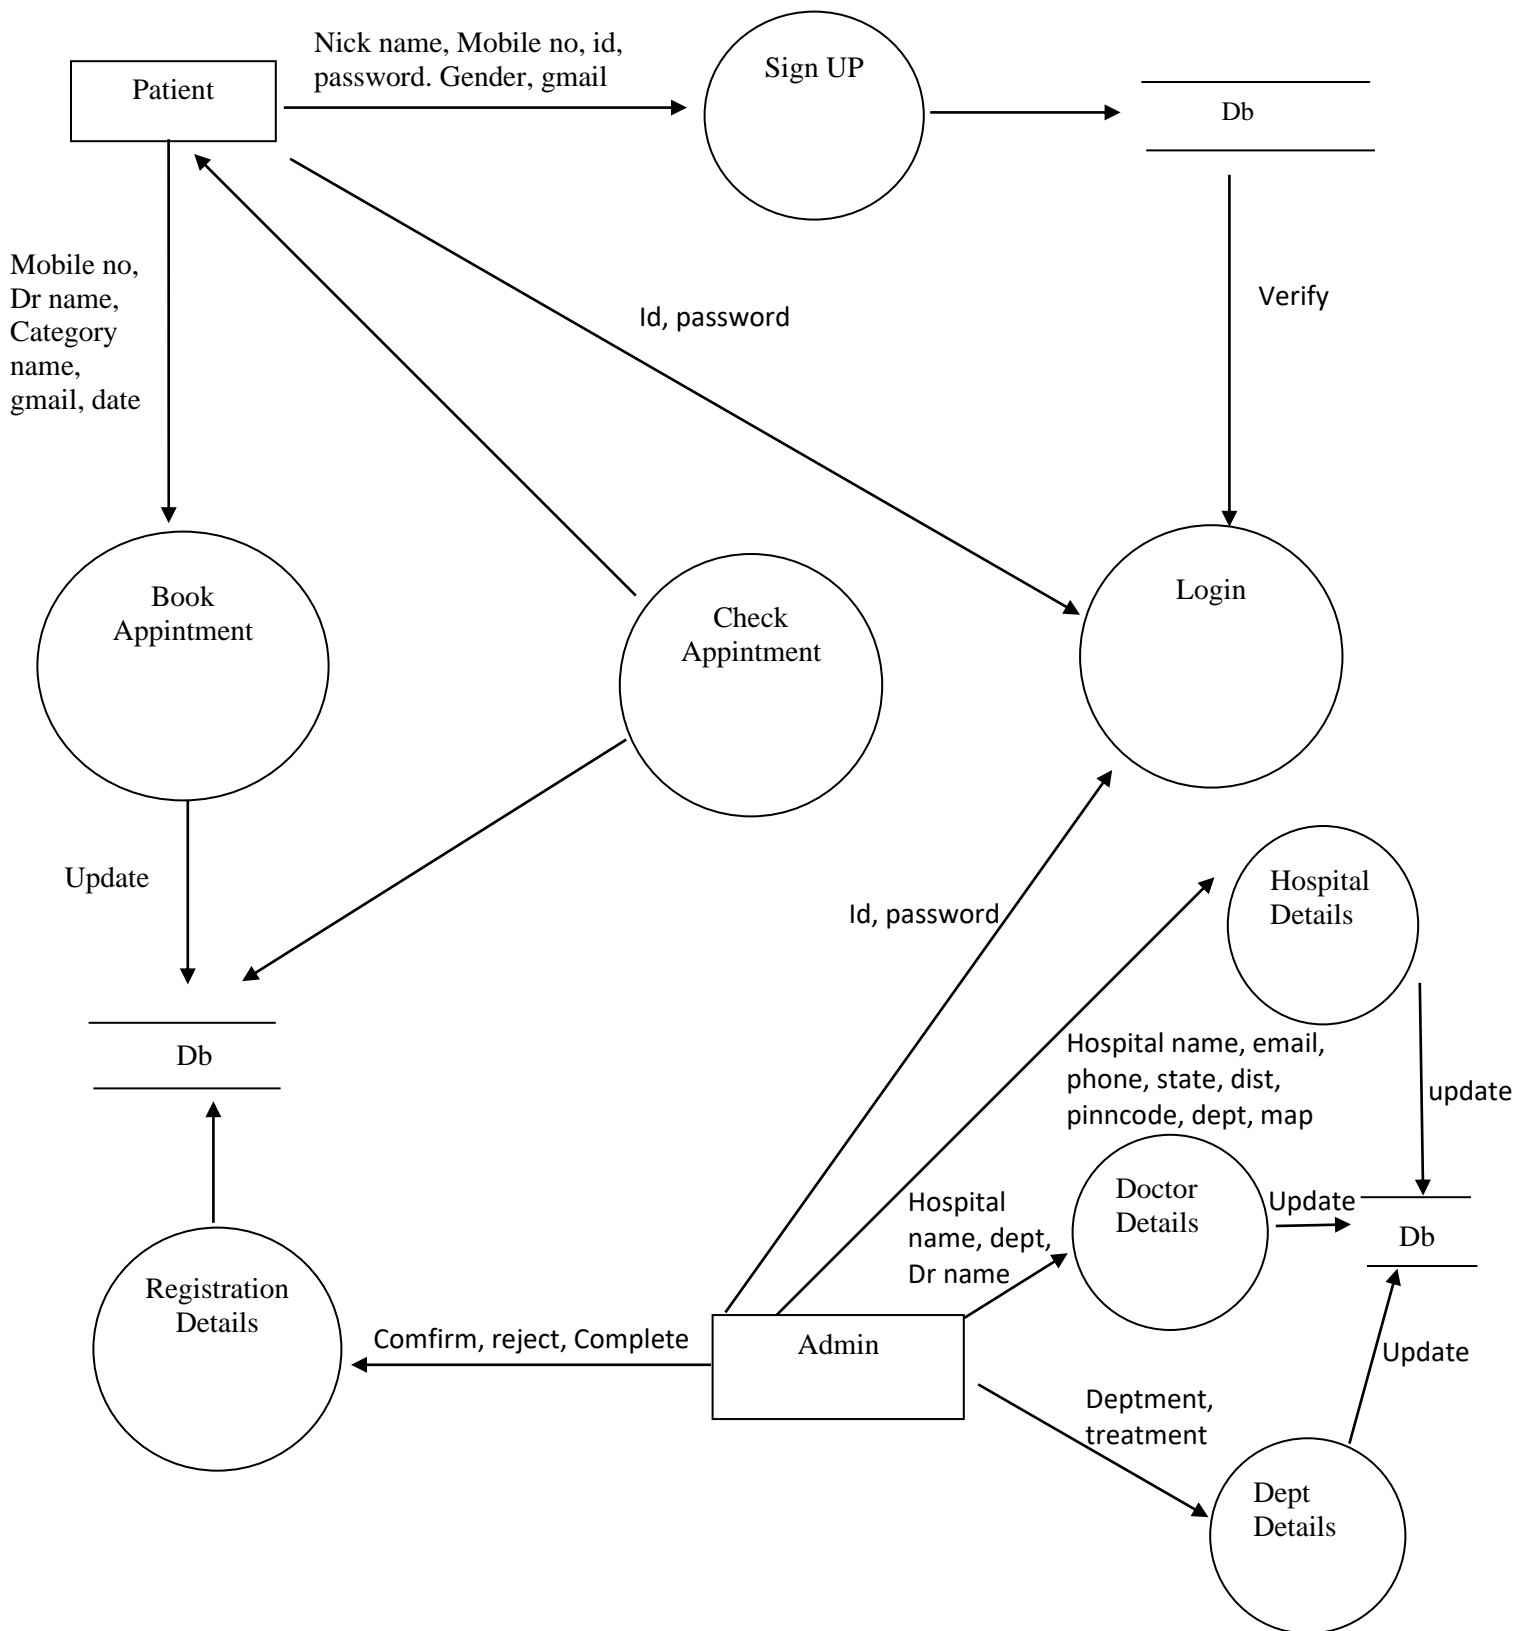 Nick name, Mobile no, id,
password. Gender, gmail
Patient
Sign UP
Db
Mobile no,
Dr name,
Category
name,
gmail, date
Id, password
Verify
Book
Appintment
Check
Appintment
Login
Update
Id, password
Hospital
Details
Db
Hospital name, email,
phone, state, dist,
pinncode, dept, map
update
Doctor
Details
Update
Hospital
name, dept,
Dr name
Db
Registration
Details
Comfirm, reject, Complete
Admin
Update
Deptment,
treatment
Dept
Details